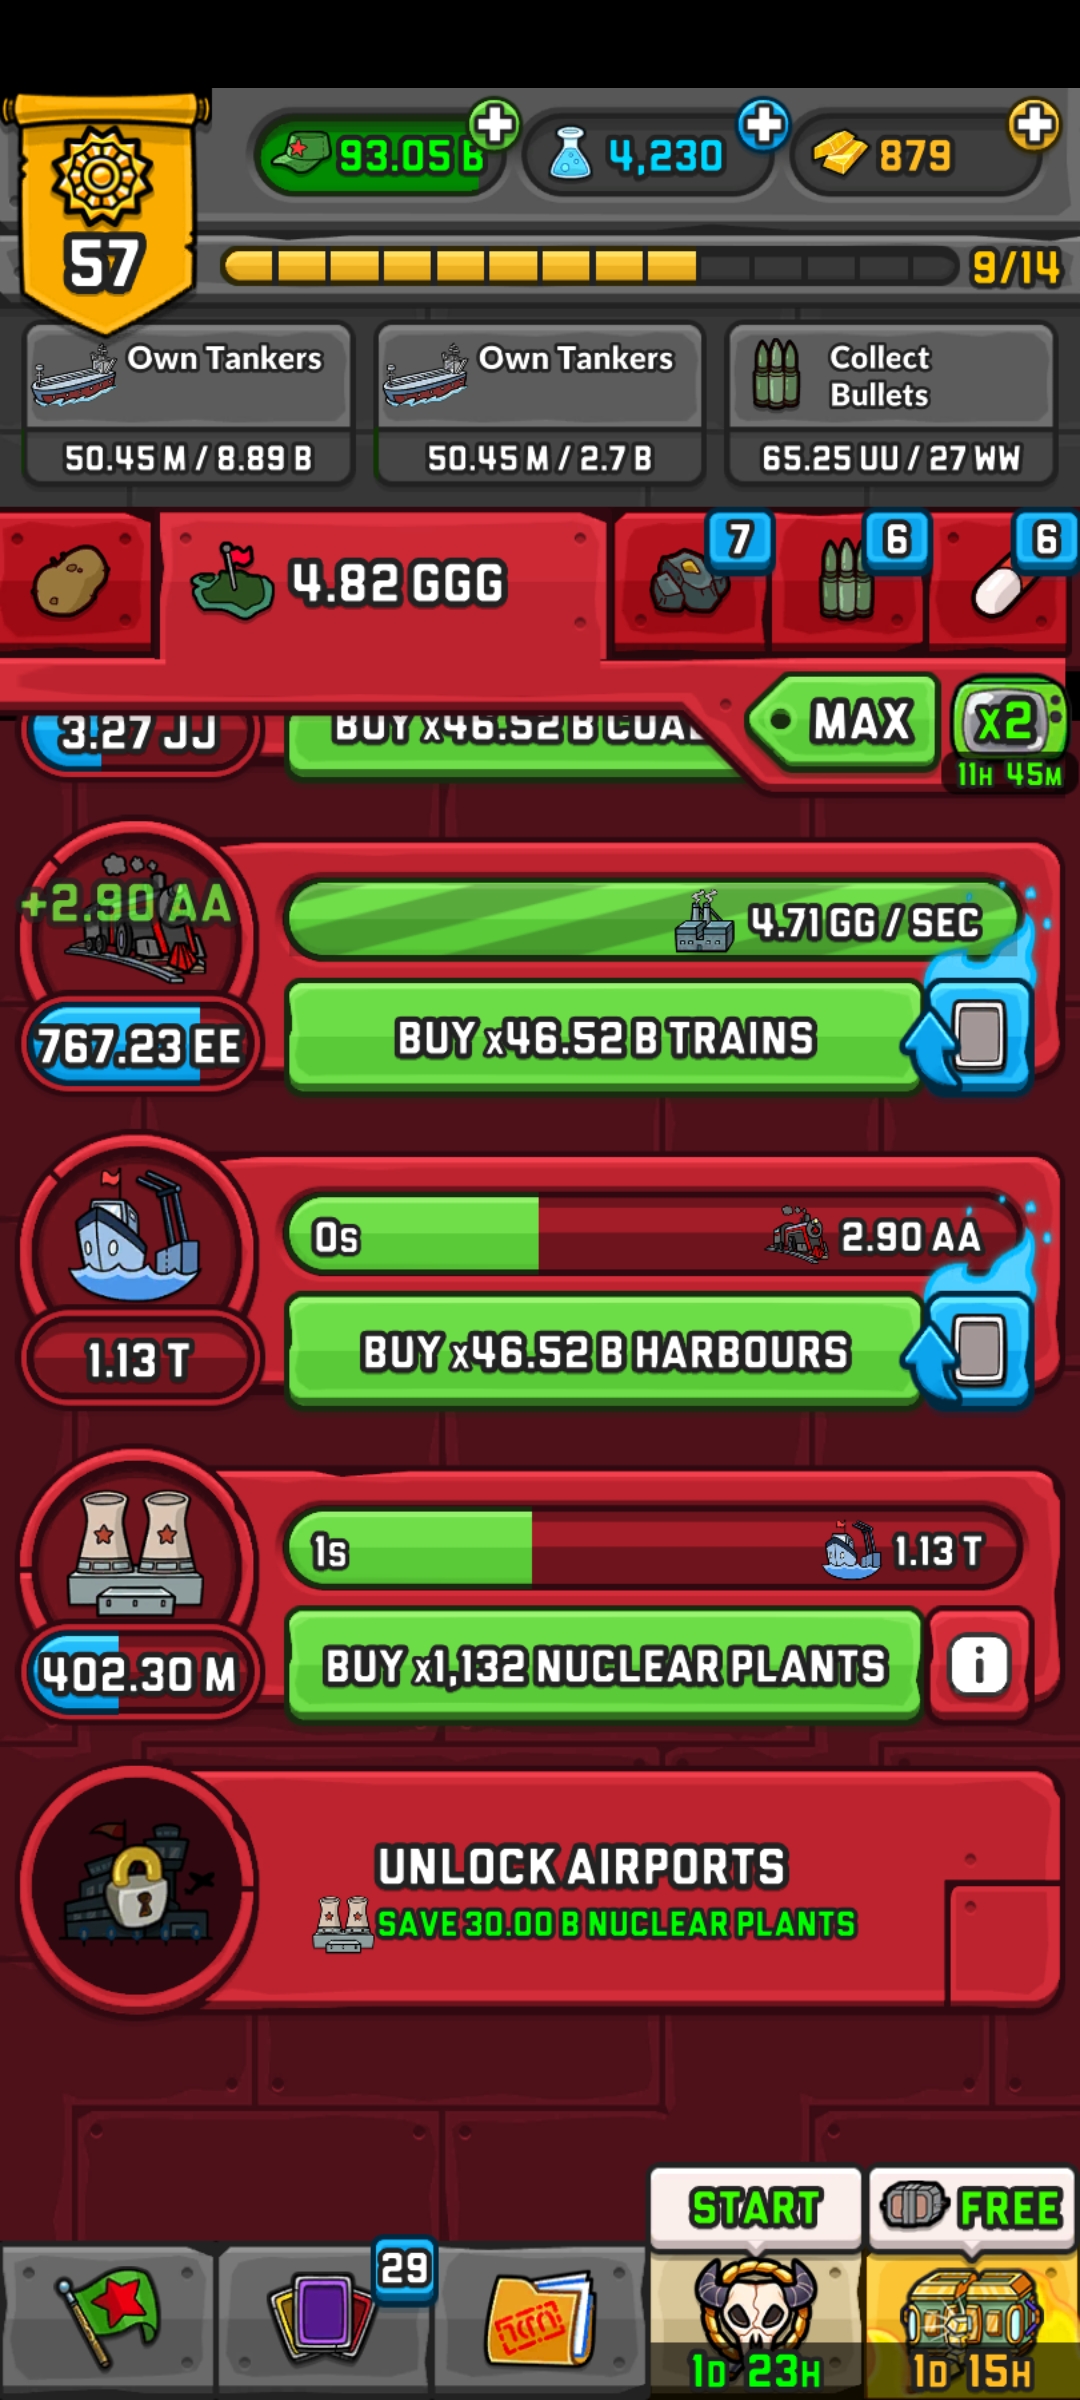 93.05 B
4,230
879
57
9/14
Own Tankers
50.45 M / 8.89 B
Own Tankers
50.45 M / 2.7 B
Collect
Bullets
65.25 UU / 27 WW
4.82 GGG
7
6
6
3.27 JJ
BUY x46.52 B COAL
MAX
x2
11H 45M
+2.90 AA
4.71 GG / SEC
767.23 EE
BUY x46.52 B TRAINS
0s
2.90 AA
1.13 T
BUY x46.52 B HARBOURS
1s
1.13 T
402.30 M
BUY x1,132 NUCLEAR PLANTS
i
UNLOCK AIRPORTS
SAVE 30.00 B NUCLEAR PLANTS
START
FREE
29
1D 23H
1D 15H